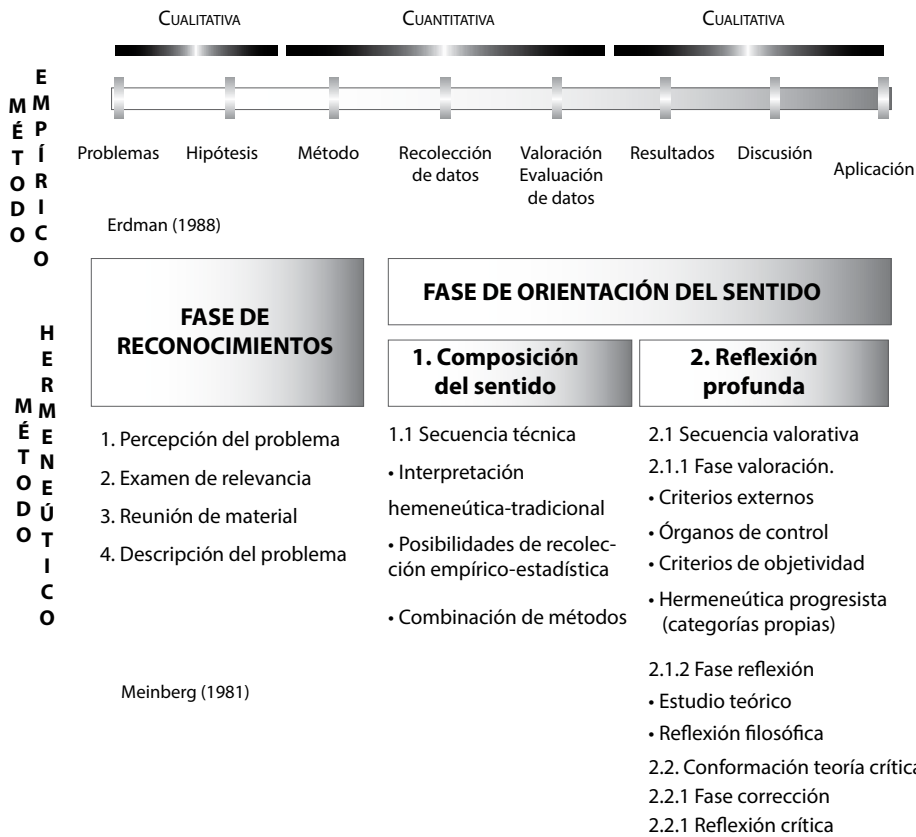 CUALITATIVA
CUANTITATIVA
CUALITATIVA
MÉTODO
EMPÍRICO
Problemas
Hipótesis
Método
Recolección
de datos
Valoración
Evaluación
de datos
Resultados
Discusión
Aplicación
Erdman (1988)
MÉTODO
HERMENEÚTICO
FASE DE
RECONOCIMIENTOS
1. Percepción del problema
2. Examen de relevancia
3. Reunión de material
4. Descripción del problema
Meinberg (1981)
FASE DE ORIENTACIÓN DEL SENTIDO
1. Composición
del sentido
1.1 Secuencia técnica
• Interpretación
hemeneútica-tradicional
• Posibilidades de recolec-
ción empírico-estadística
• Combinación de métodos
2. Reflexión
profunda
2.1 Secuencia valorativa
2.1.1 Fase valoración.
• Criterios externos
• Órganos de control
• Criterios de objetividad
• Hermeneútica progresista
(categorías propias)
2.1.2 Fase reflexión
• Estudio teórico
• Reflexión filosófica
2.2. Conformación teoría crítica
2.2.1 Fase corrección
2.2.1 Reflexión crítica